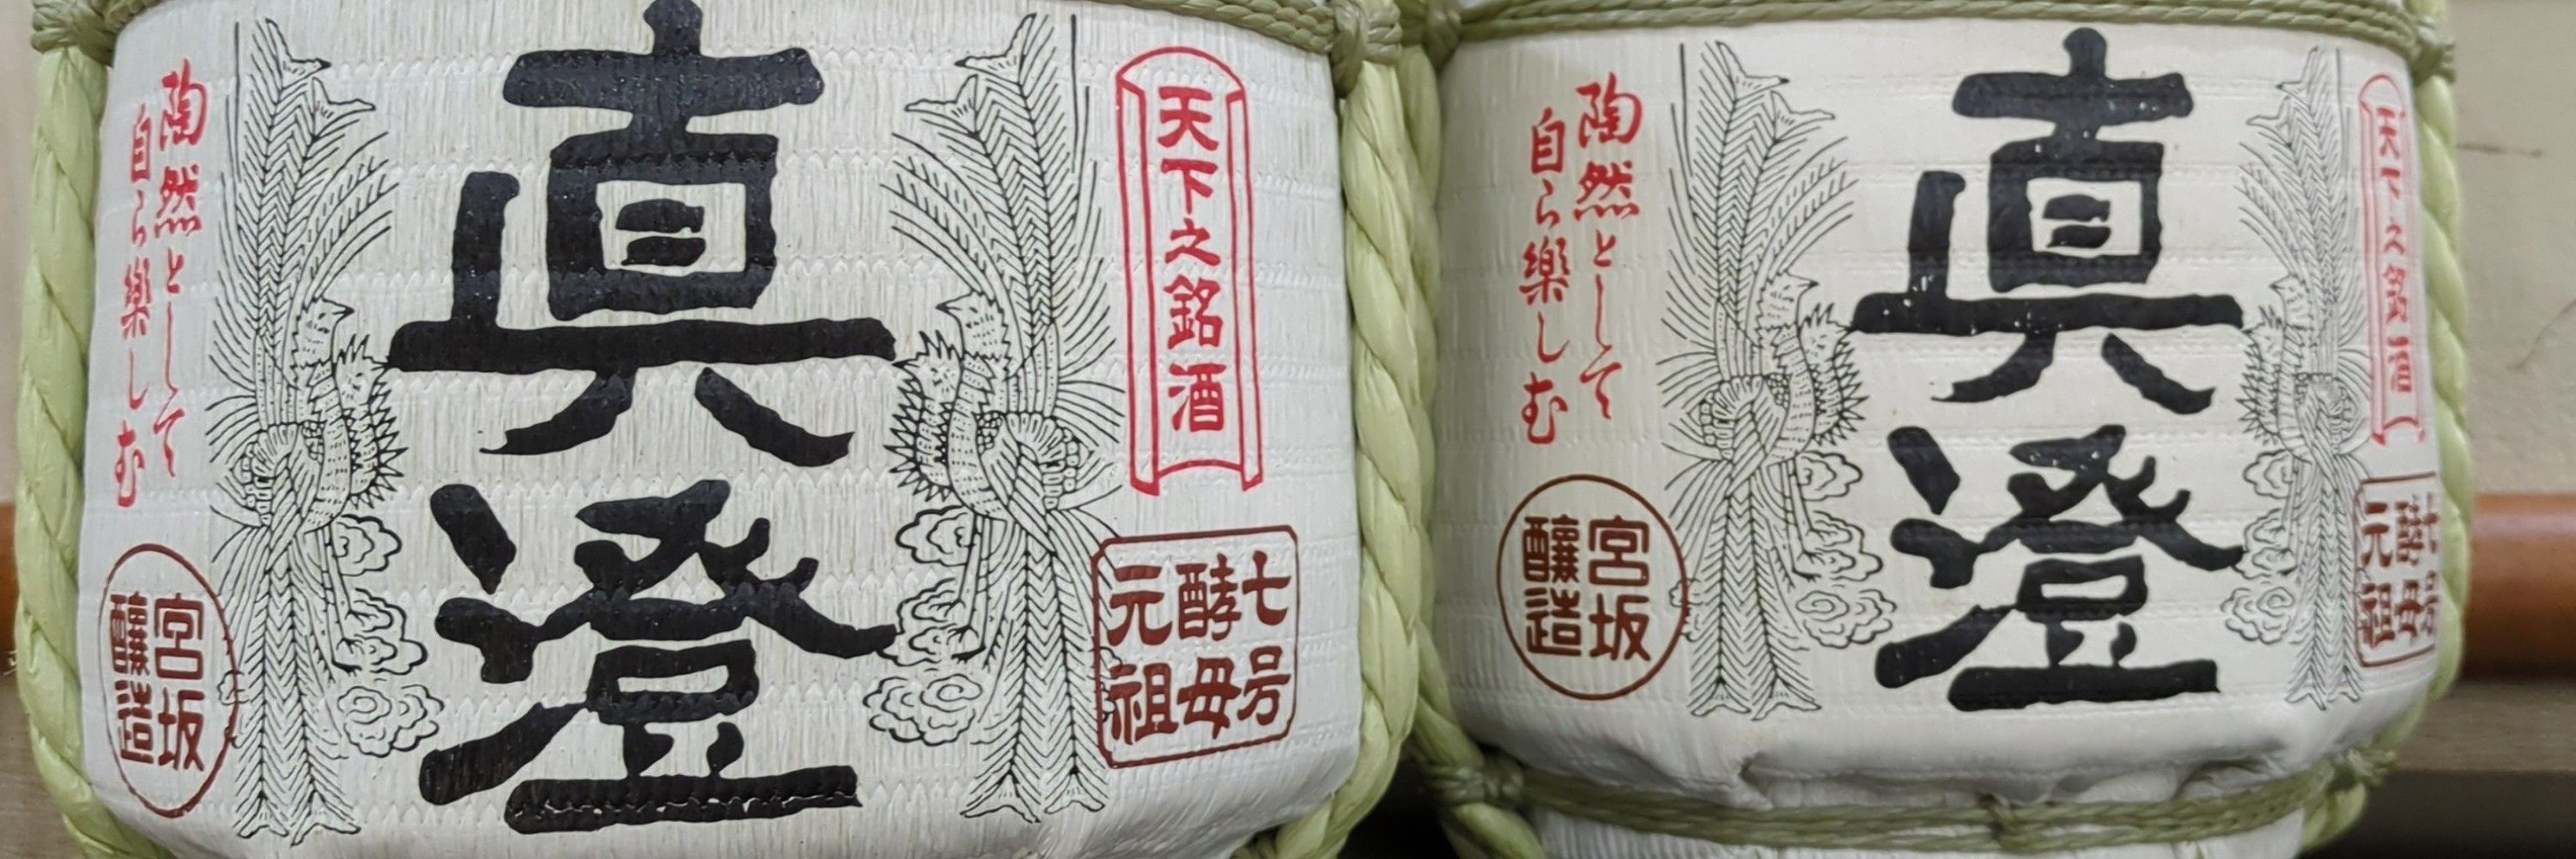 天下之銘酒
七号
酵母
元祖
真澄
陶然として
自ら樂しむ
宮坂
醸造
天下之銘酒
七号
酵母
元祖
真澄
陶然として
自ら樂しむ
宮坂
醸造